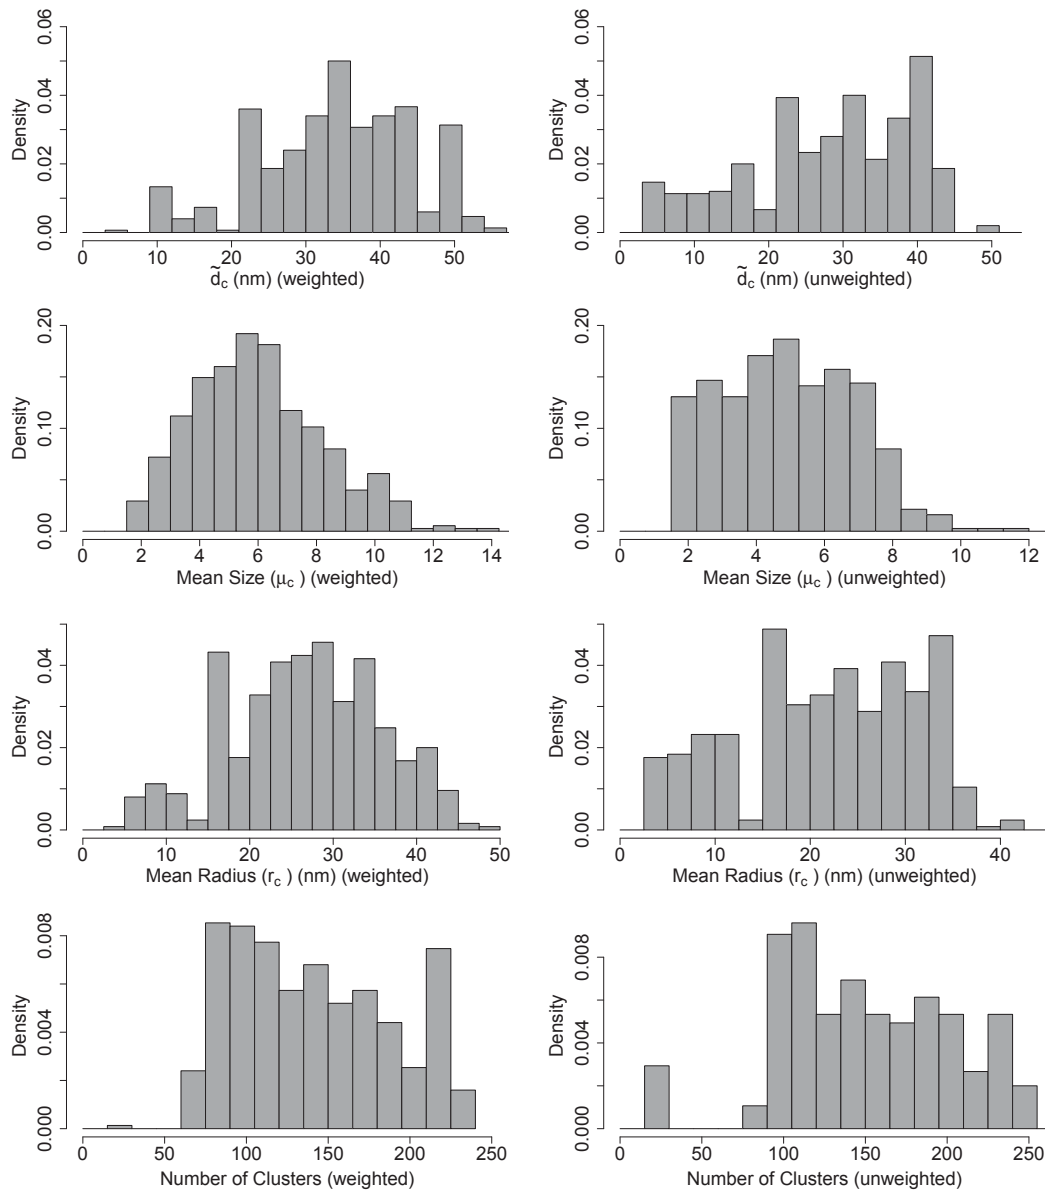 Density
0.00 0.02 0.04 0.06
0 10 20 30 40 50
d̃c (nm) (weighted)
Density
0.00 0.02 0.04 0.06
0 10 20 30 40 50
d̃c (nm) (unweighted)
Density
0.00 0.10 0.20
0 2 4 6 8 10 12 14
Mean Size (μc ) (weighted)
Density
0.00 0.10 0.20
0 2 4 6 8 10 12
Mean Size (μc ) (unweighted)
Density
0.00 0.02 0.04
0 10 20 30 40 50
Mean Radius (rc ) (nm) (weighted)
Density
0.00 0.02 0.04
0 10 20 30 40
Mean Radius (rc ) (nm) (unweighted)
Density
0.000 0.004 0.008
0 50 100 150 200 250
Number of Clusters (weighted)
Density
0.000 0.004 0.008
0 50 100 150 200 250
Number of Clusters (unweighted)